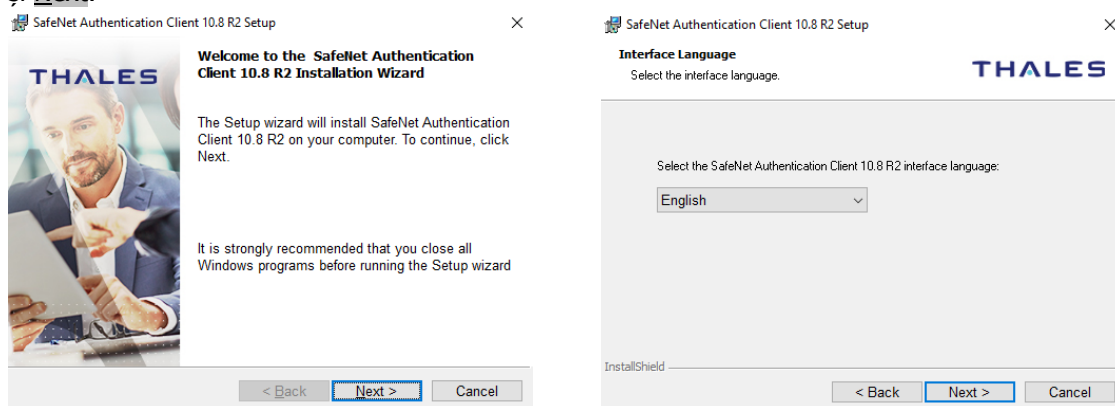 și Next.
SafeNet Authentication Client 10.8 R2 Setup
THALES
Welcome to the SafeNet Authentication
Client 10.8 R2 Installation Wizard
The Setup wizard will install SafeNet Authentication
Client 10.8 R2 on your computer. To continue, click
Next.
It is strongly recommended that you close all
Windows programs before running the Setup wizard
< Back
Next >
Cancel
SafeNet Authentication Client 10.8 R2 Setup
Interface Language
Select the interface language.
THALES
Select the SafeNet Authentication Client 10.8 R2 interface language:
English
InstallShield
< Back
Next >
Cancel